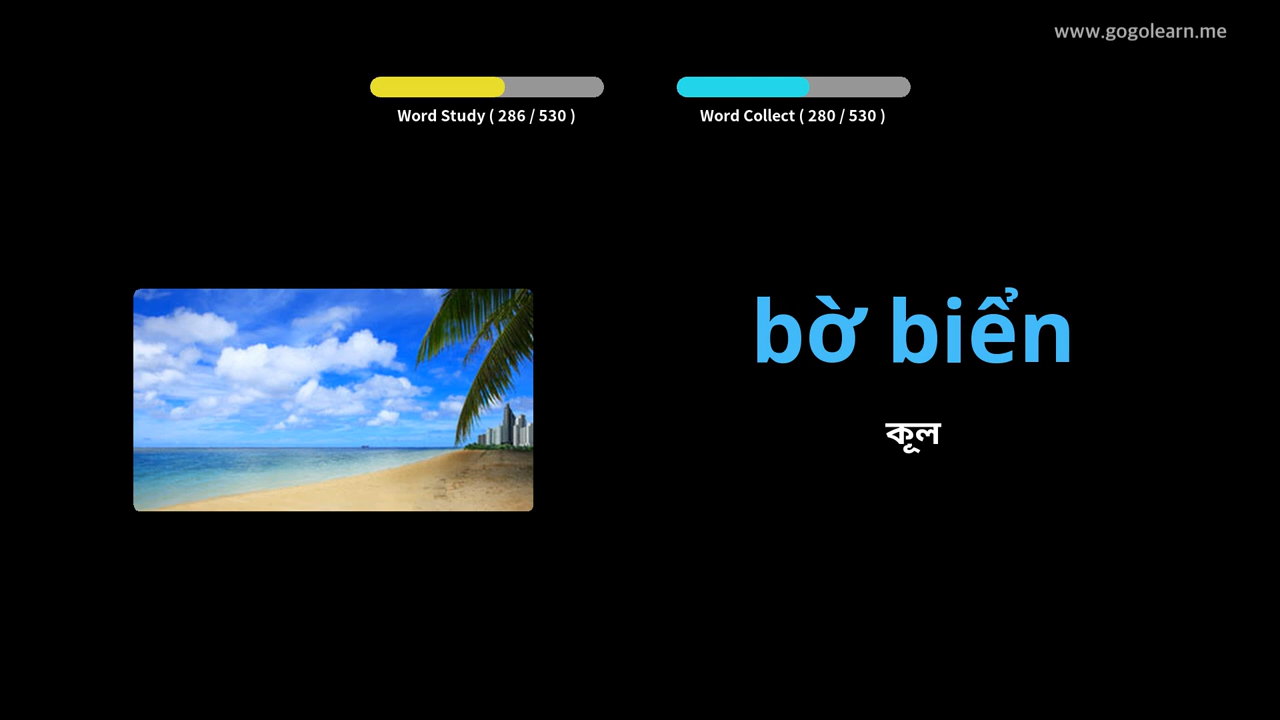 www.gogolearn.me
Word Study ( 286 / 530 )
Word Collect ( 280 / 530 )
bờ biển
কূল